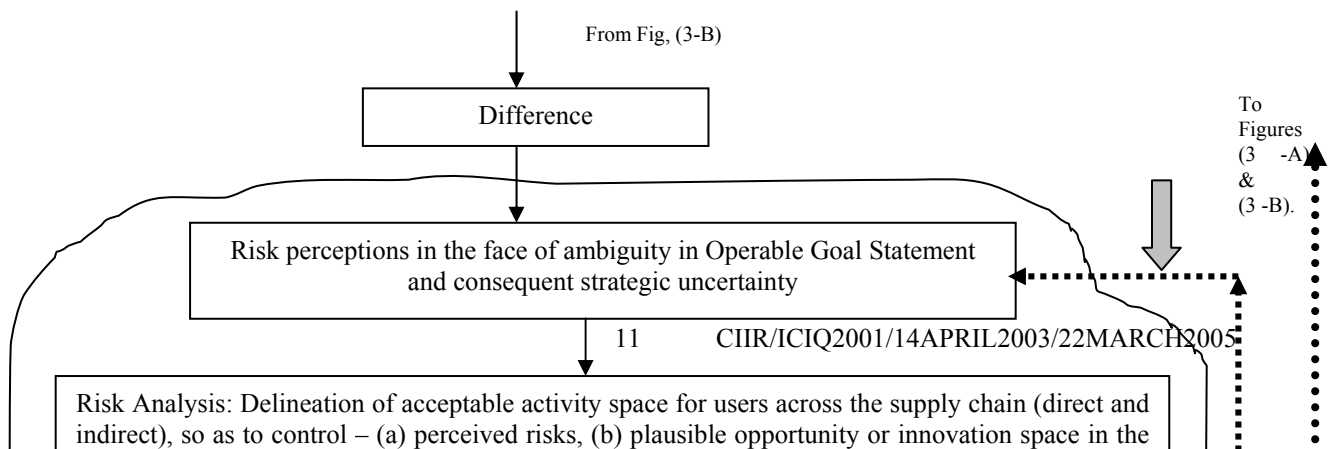 From Fig, (3-B)
Difference
To
Figures
(3 -A)
&
(3 -B).
Risk perceptions in the face of ambiguity in Operable Goal Statement
and consequent strategic uncertainty
11 CIIR/ICIQ2001/14APRIL2003/22MARCH2005
Risk Analysis: Delineation of acceptable activity space for users across the supply chain (direct and
indirect), so as to control – (a) perceived risks, (b) plausible opportunity or innovation space in the